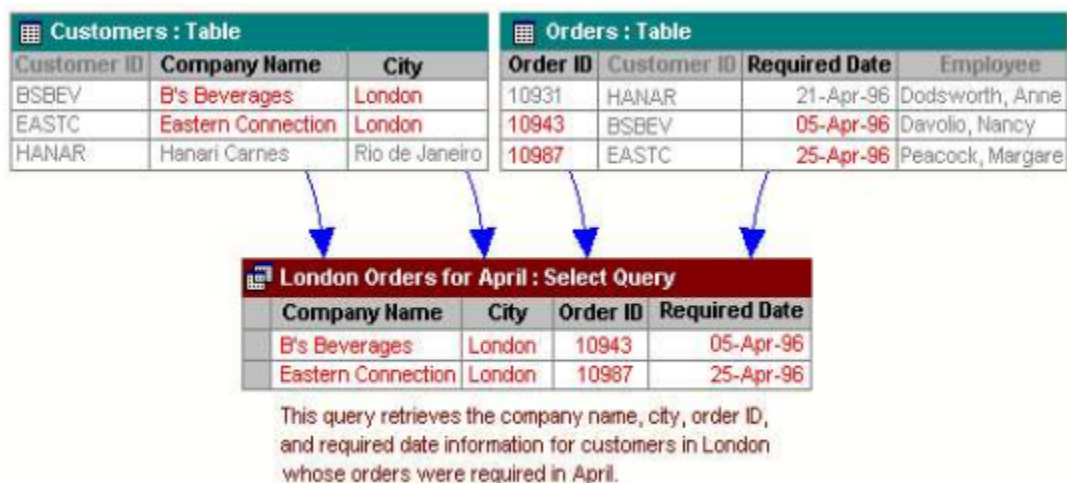 Customers : Table
Customer ID Company Name City
BSBEV B's Beverages London
EASTC Eastern Connection London
HANAR Hanari Carnes Rio de Janeiro
Orders : Table
Order ID Customer ID Required Date Employee
10931 HANAR 21-Apr-96 Dodsworth, Anne
10943 BSBEV 05-Apr-96 Davolio, Nancy
10987 EASTC 25-Apr-96 Peacock, Margare
London Orders for April : Select Query
Company Name City Order ID Required Date
B's Beverages London 10943 05-Apr-96
Eastern Connection London 10987 25-Apr-96
This query retrieves the company name, city, order ID,
and required date information for customers in London
whose orders were required in April.